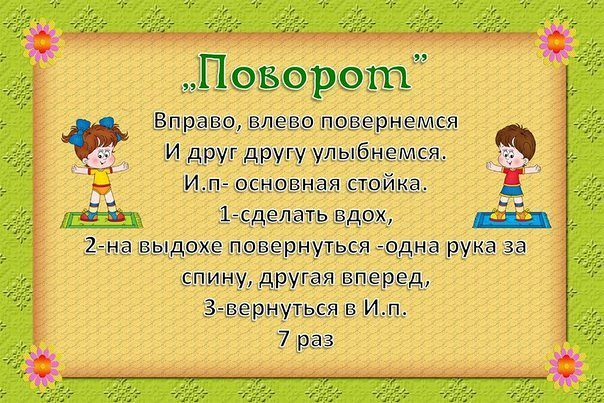 „Поворот”
Вправо, влево повернемся
И друг другу улыбнемся.
И.п- основная стойка.
1-сделать вдох,
2-на выдохе повернуться -одна рука за
спину, другая вперед,
3-вернуться в И.п.
7 раз